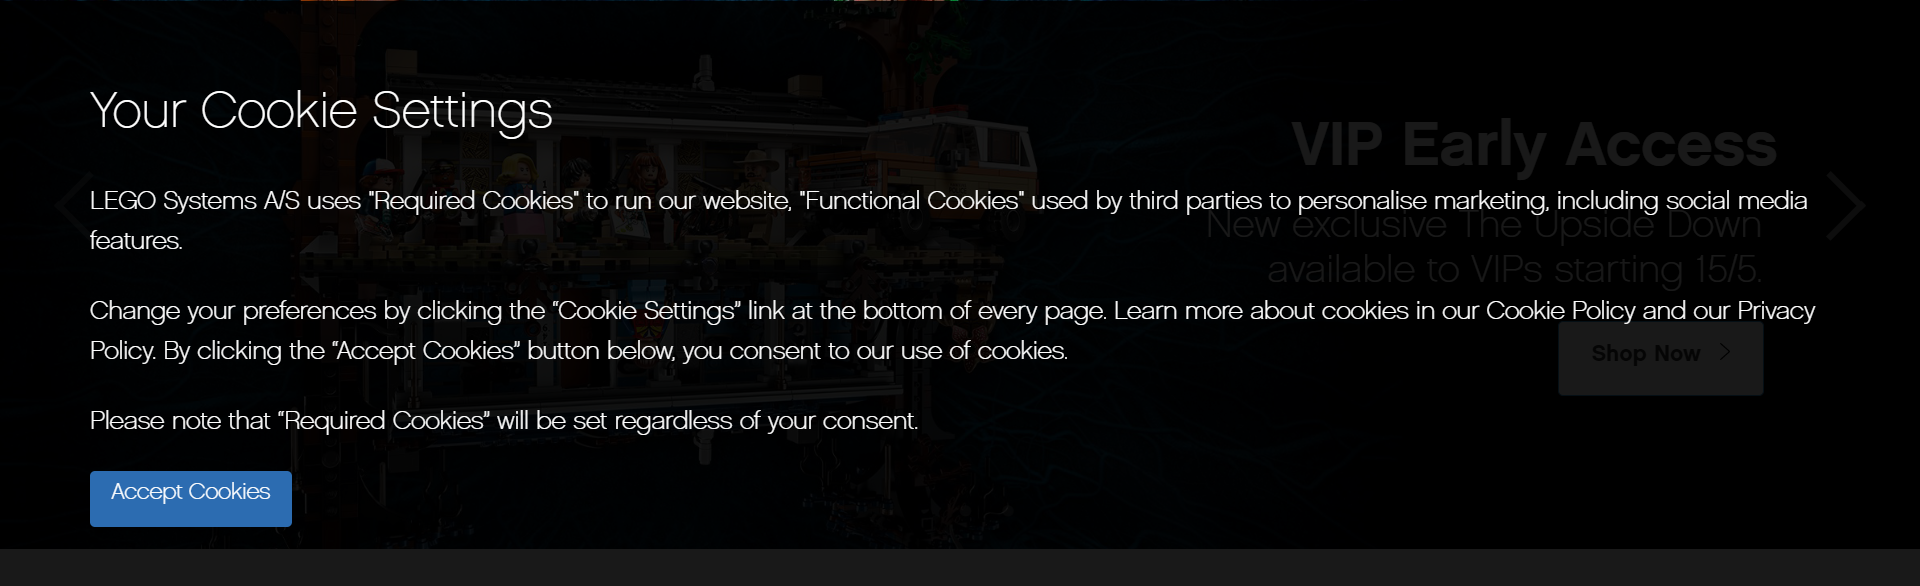 Your Cookie Settings
VIP Early Access
LEGO Systems A/S uses "Required Cookies" to run our website, "Functional Cookies" used by third parties to personalise marketing, including social media
features.
New exclusive The Upside Down
available to VIPs starting 15/5.
Change your preferences by clicking the “Cookie Settings” link at the bottom of every page. Learn more about cookies in our Cookie Policy and our Privacy
Policy. By clicking the “Accept Cookies” button below, you consent to our use of cookies.
Shop Now
Please note that “Required Cookies” will be set regardless of your consent.
Accept Cookies